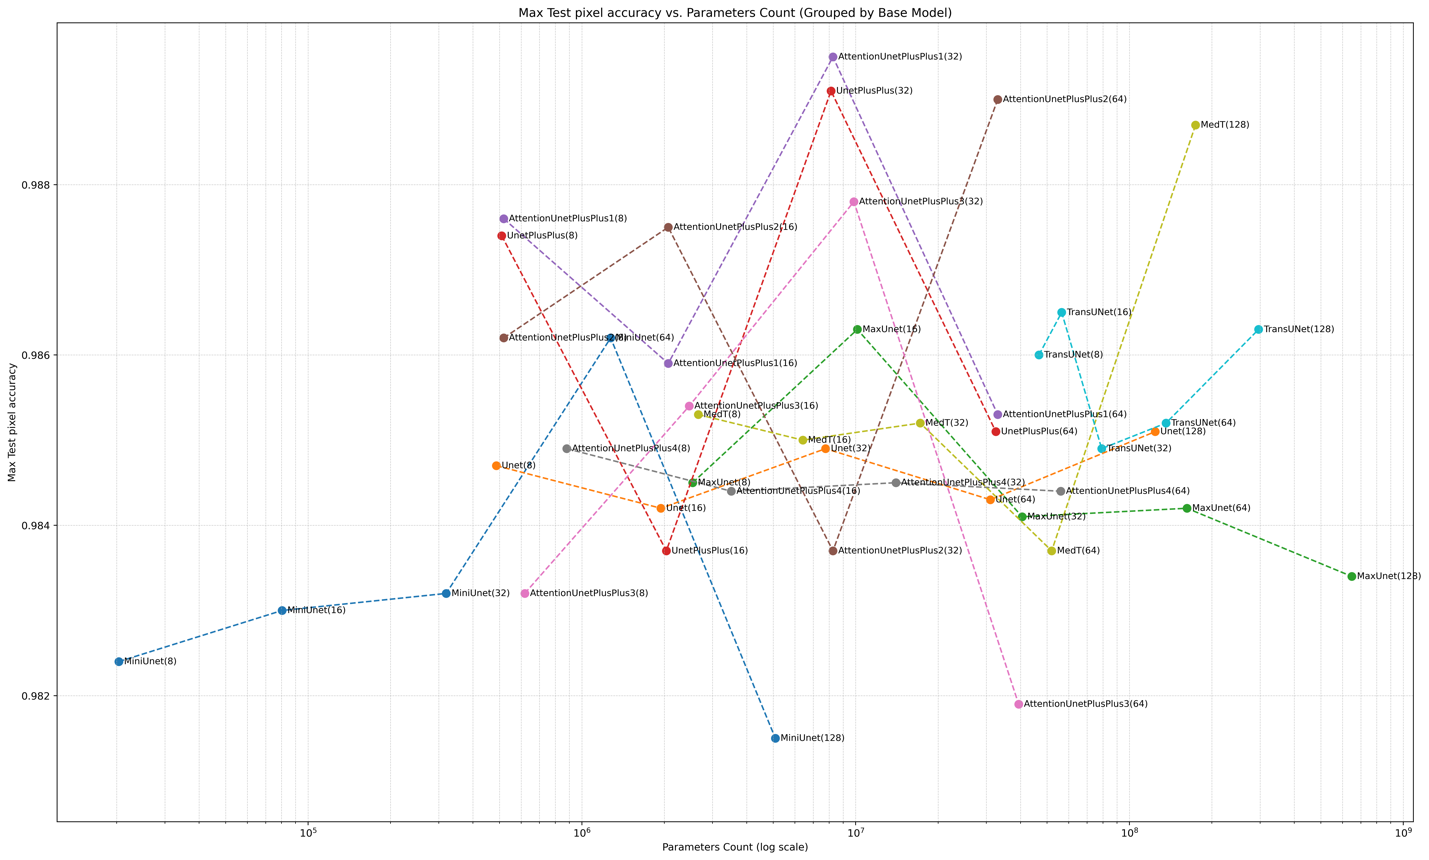 Max Test pixel accuracy vs. Parameters Count (Grouped by Base Model)
AttentionUnetPlusPlus1(32)
UnetPlusPlus(32)
AttentionUnetPlusPlus2(64)
MedT(128)
0.988
AttentionUnetPlusPlus3(32)
AttentionUnetPlusPlus1(8)
AttentionUnetPlusPlus2(16)
UnetPlusPlus(8)
TransUNet(16)
TransUNet(128)
MaxUnet(16)
AttentionUnetPlusPlus2(8)
MiniUnet(64)
0.986
TransUNet(8)
AttentionUnetPlusPlus1(16)
AttentionUnetPlusPlus3(16)
MedT(8)
AttentionUnetPlusPlus1(64)
MedT(32)
TransUNet(64)
UnetPlusPlus(64)
Unet(128)
MedT(16)
AttentionUnetPlusPlus4(8)
Unet(32)
TransUNet(32)
Unet(8)
MaxUnet(8)
AttentionUnetPlusPlus4(32)
AttentionUnetPlusPlus4(16)
AttentionUnetPlusPlus4(64)
Unet(64)
Unet(16)
MaxUnet(64)
MaxUnet(32)
0.984
UnetPlusPlus(16)
AttentionUnetPlusPlus2(32)
MedT(64)
MaxUnet(128)
MiniUnet(32)
AttentionUnetPlusPlus3(8)
MiniUnet(16)
MiniUnet(8)
0.982
AttentionUnetPlusPlus3(64)
MiniUnet(128)
Max Test pixel accuracy
10⁵ 10⁶ 10⁷ 10⁸ 10⁹
Parameters Count (log scale)